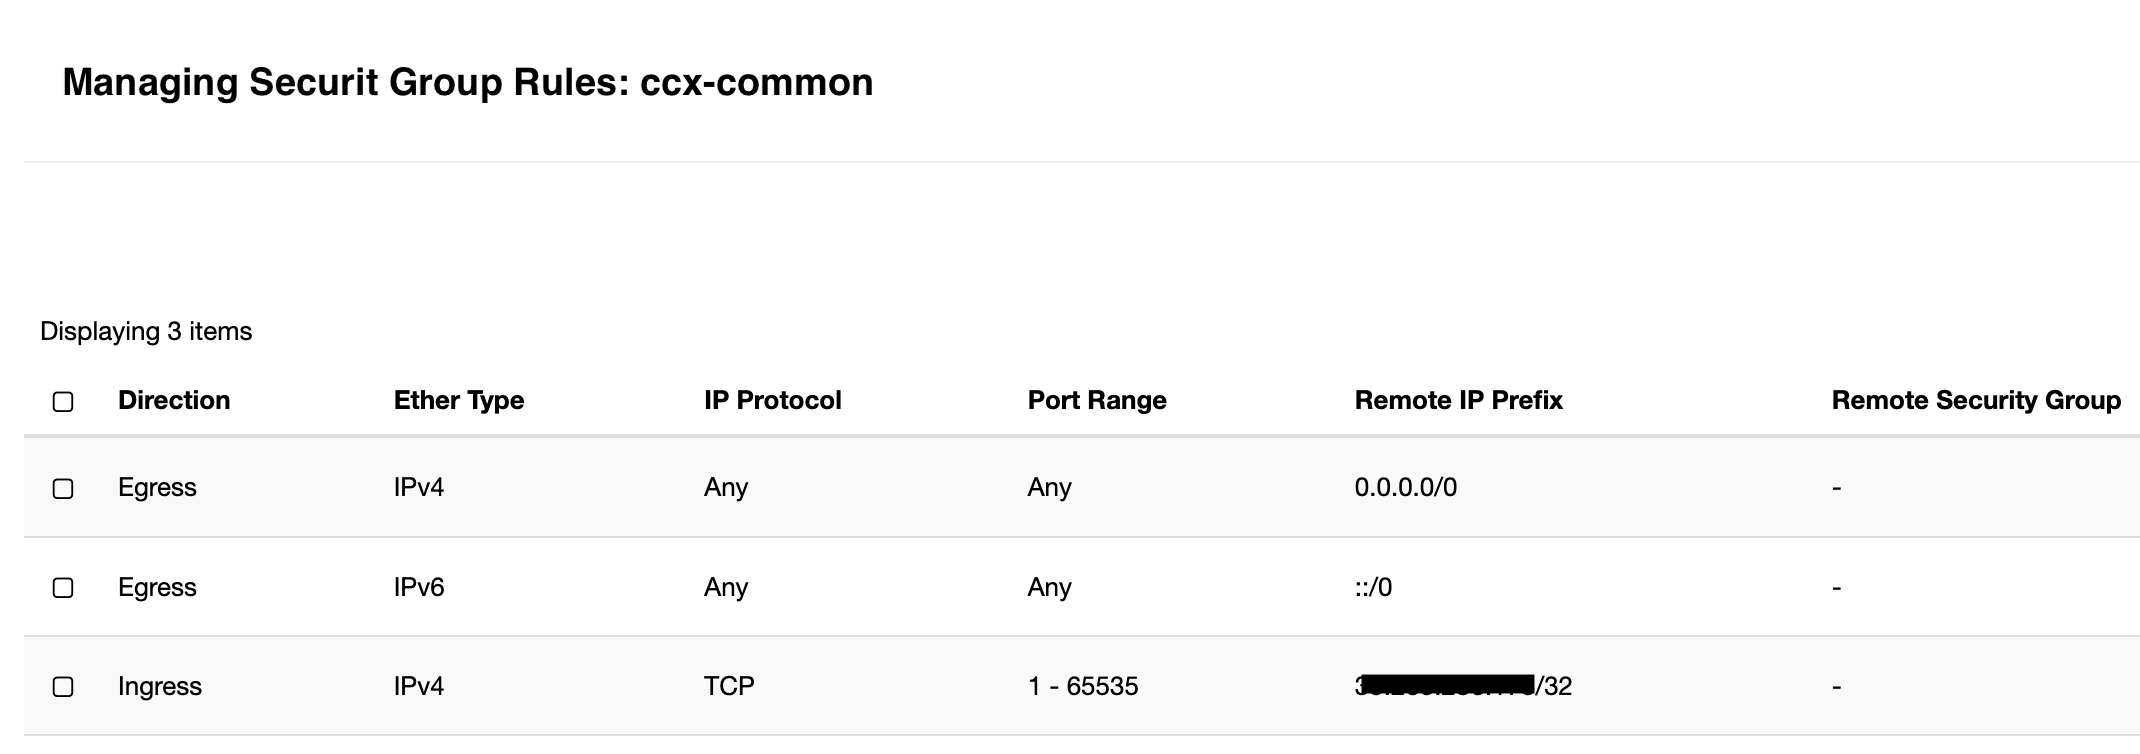 Managing Securit Group Rules: ccx-common
Displaying 3 items
Direction Ether Type IP Protocol Port Range Remote IP Prefix Remote Security Group
Egress IPv4 Any Any 0.0.0.0/0 -
Egress IPv6 Any Any ::/0 -
Ingress IPv4 TCP 1 - 65535 /32 -